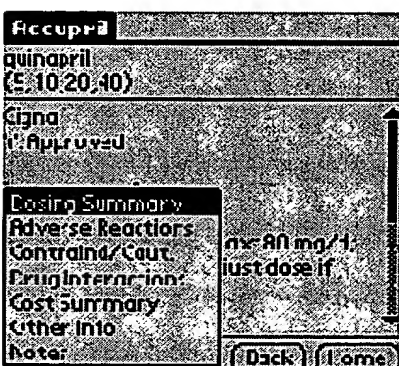 Accupril
quinapril
(5,10,20,40)
Cigna
Approved
Dosing Summary
Adverse Reactions
Contraind/Caut.
Drug Interactions
Cost Summary
Other Info
Notes
max 80 mg/d.
just dose if
Back Home